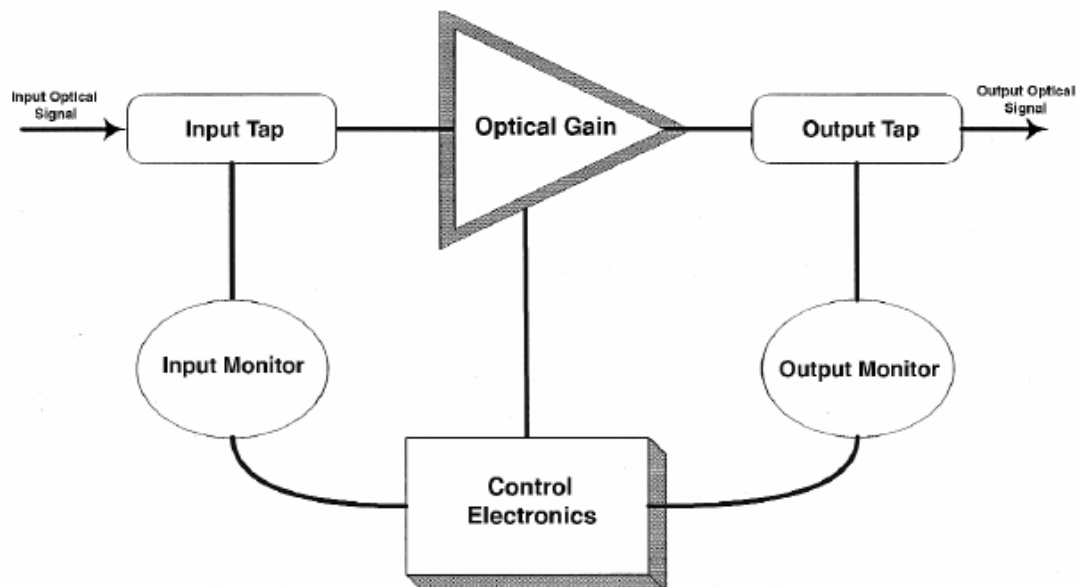 Input Optical
Signal
Input Tap
Optical Gain
Output Tap
Output Optical
Signal
Input Monitor
Output Monitor
Control
Electronics